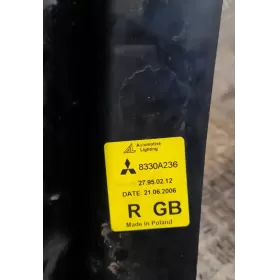 Automotive
Lighting
8330A236
27.95.02.12
DATE: 21.06.2006
R GB
Made in Poland